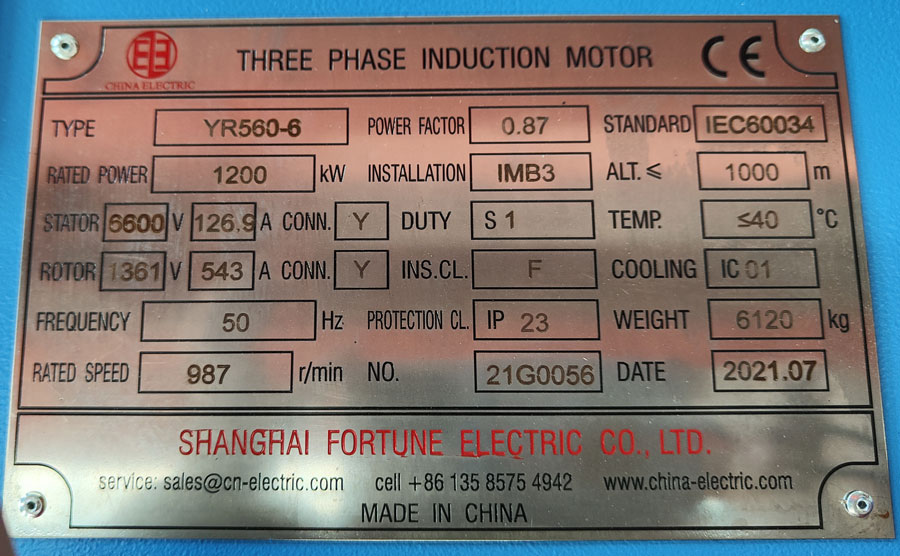 CHINA ELECTRIC
THREE PHASE INDUCTION MOTOR CE
TYPE YR560-6 POWER FACTOR 0.87 STANDARD IEC60034
RATED POWER 1200 kW INSTALLATION IMB3 ALT.≤ 1000 m
STATOR 6600 V 126.9 A CONN. Y DUTY S 1 TEMP. ≤40 °C
ROTOR 1361 V 543 A CONN. Y INS.CL. F COOLING IC 01
FREQUENCY 50 Hz PROTECTION CL. IP 23 WEIGHT 6120 kg
RATED SPEED 987 r/min NO. 21G0056 DATE 2021.07
SHANGHAI FORTUNE ELECTRIC CO., LTD.
service: sales@cn-electric.com cell +86 135 8575 4942 www.china-electric.com
MADE IN CHINA